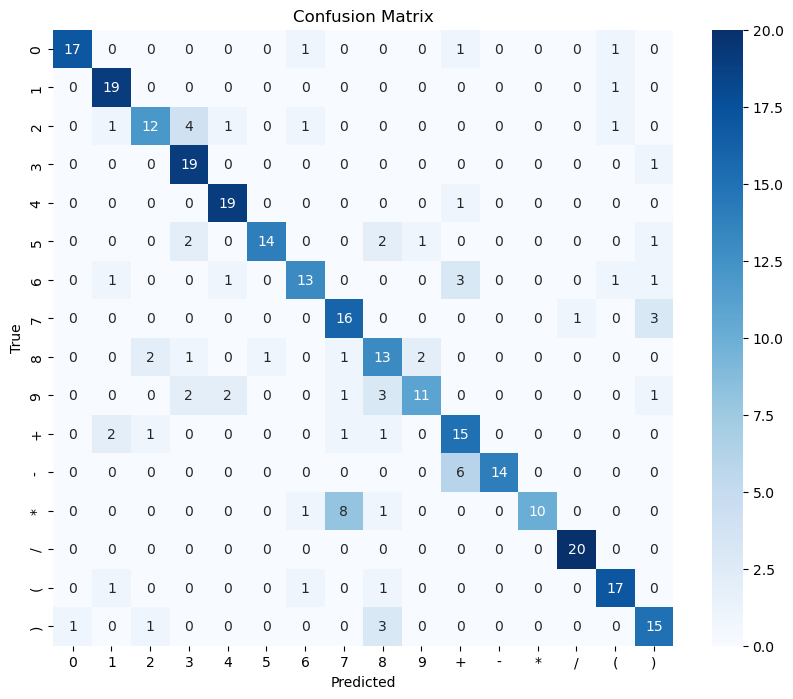 Confusion Matrix
0 17 0 0 0 0 0 1 0 0 0 1 0 0 0 1 0
1 0 19 0 0 0 0 0 0 0 0 0 0 0 0 1 0
2 0 1 12 4 1 0 1 0 0 0 0 0 0 0 1 0
3 0 0 0 19 0 0 0 0 0 0 0 0 0 0 0 1
4 0 0 0 0 19 0 0 0 0 0 1 0 0 0 0 0
5 0 0 0 2 0 14 0 0 2 1 0 0 0 0 0 1
6 0 1 0 0 1 0 13 0 0 0 3 0 0 0 1 1
7 0 0 0 0 0 0 0 16 0 0 0 0 0 1 0 3
8 0 0 2 1 0 1 0 1 13 2 0 0 0 0 0 0
9 0 0 0 2 2 0 0 1 3 11 0 0 0 0 0 1
+ 0 2 1 0 0 0 0 1 1 0 15 0 0 0 0 0
- 0 0 0 0 0 0 0 0 0 0 6 14 0 0 0 0
* 0 0 0 0 0 0 1 8 1 0 0 0 10 0 0 0
/ 0 0 0 0 0 0 0 0 0 0 0 0 0 20 0 0
( 0 1 0 0 0 0 1 0 1 0 0 0 0 0 17 0
) 1 0 1 0 0 0 0 0 3 0 0 0 0 0 0 15
0 1 2 3 4 5 6 7 8 9 + - * / ( )
Predicted
True
20.0
17.5
15.0
12.5
10.0
7.5
5.0
2.5
0.0